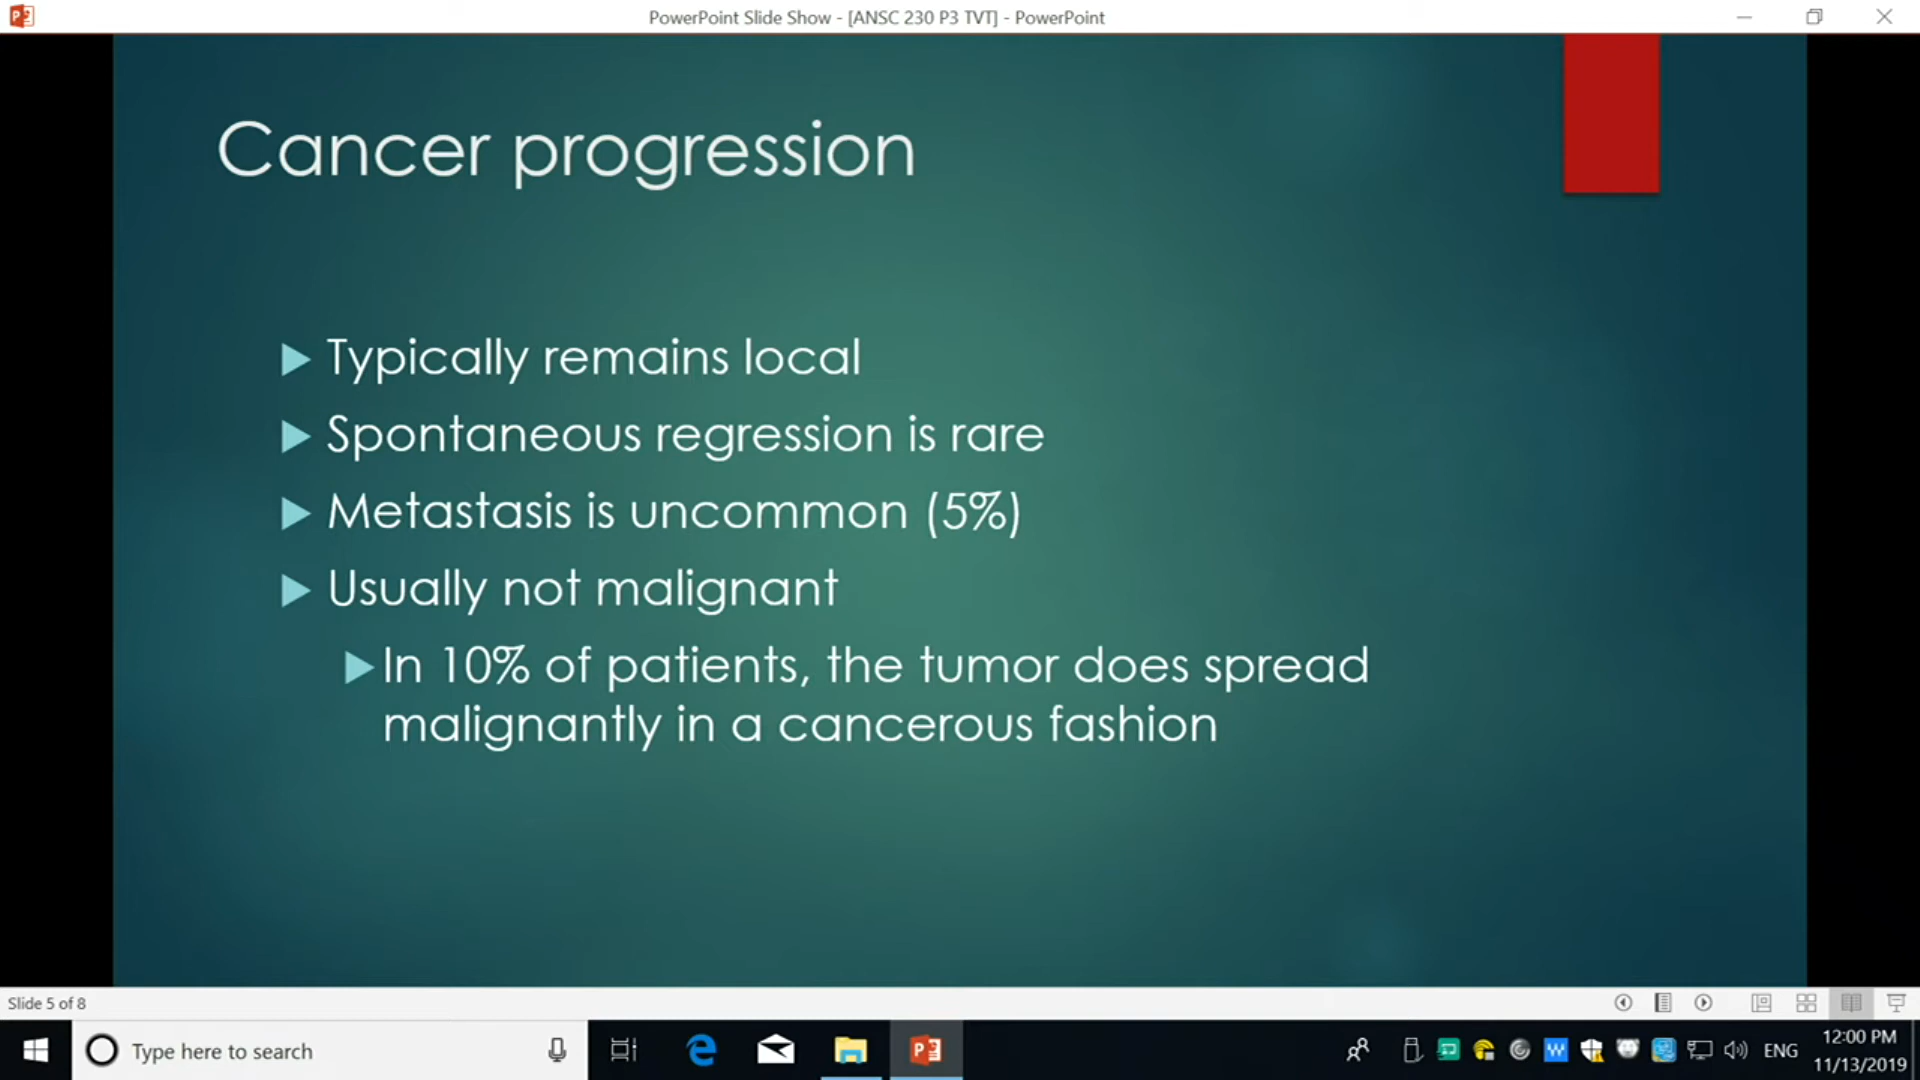 PowerPoint Slide Show - [ANSC 230 P3 TVT] - PowerPoint
Cancer progression
Typically remains local
Spontaneous regression is rare
Metastasis is uncommon (5%)
Usually not malignant
In 10% of patients, the tumor does spread
malignantly in a cancerous fashion
Slide 5 of 8
Type here to search
ENG
12:00 PM
11/13/2019